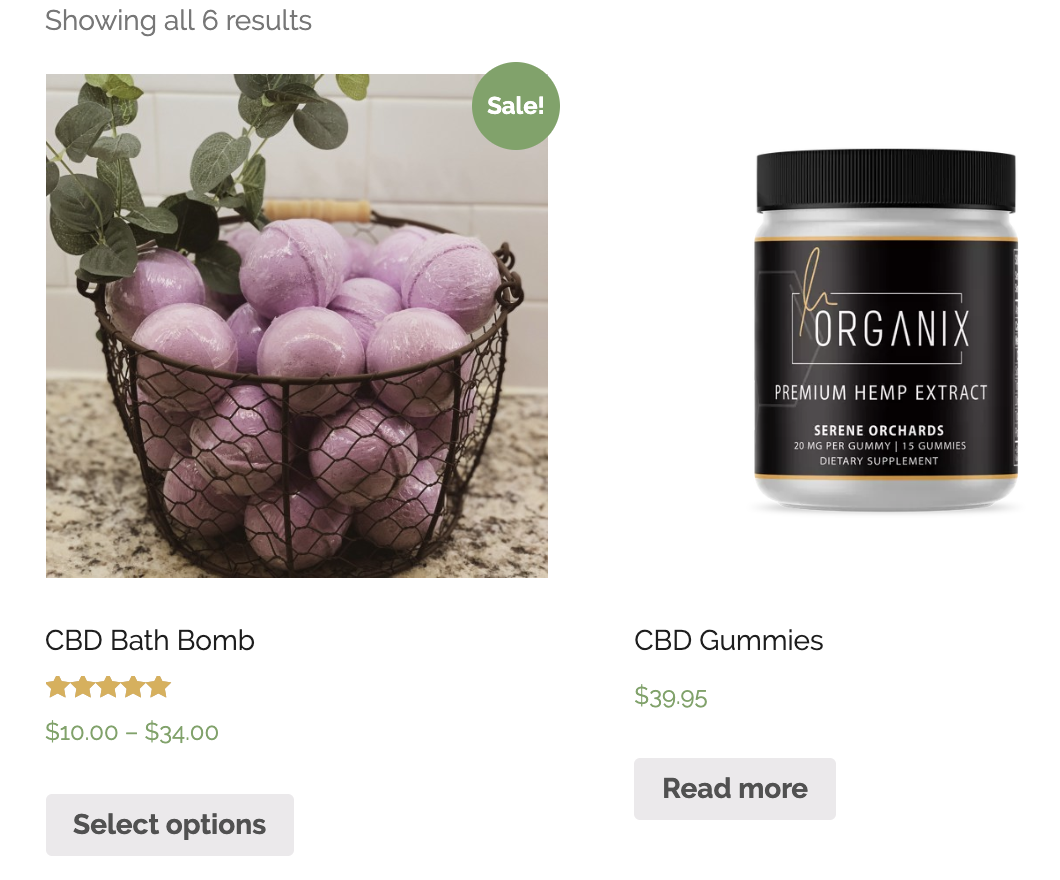 Showing all 6 results
Sale!
ORGANIX
PREMIUM HEMP EXTRACT
SERENE ORCHARDS
20 MG PER GUMMY | 15 GUMMIES
DIETARY SUPPLEMENT
CBD Bath Bomb
$10.00 – $34.00
Select options
CBD Gummies
$39.95
Read more